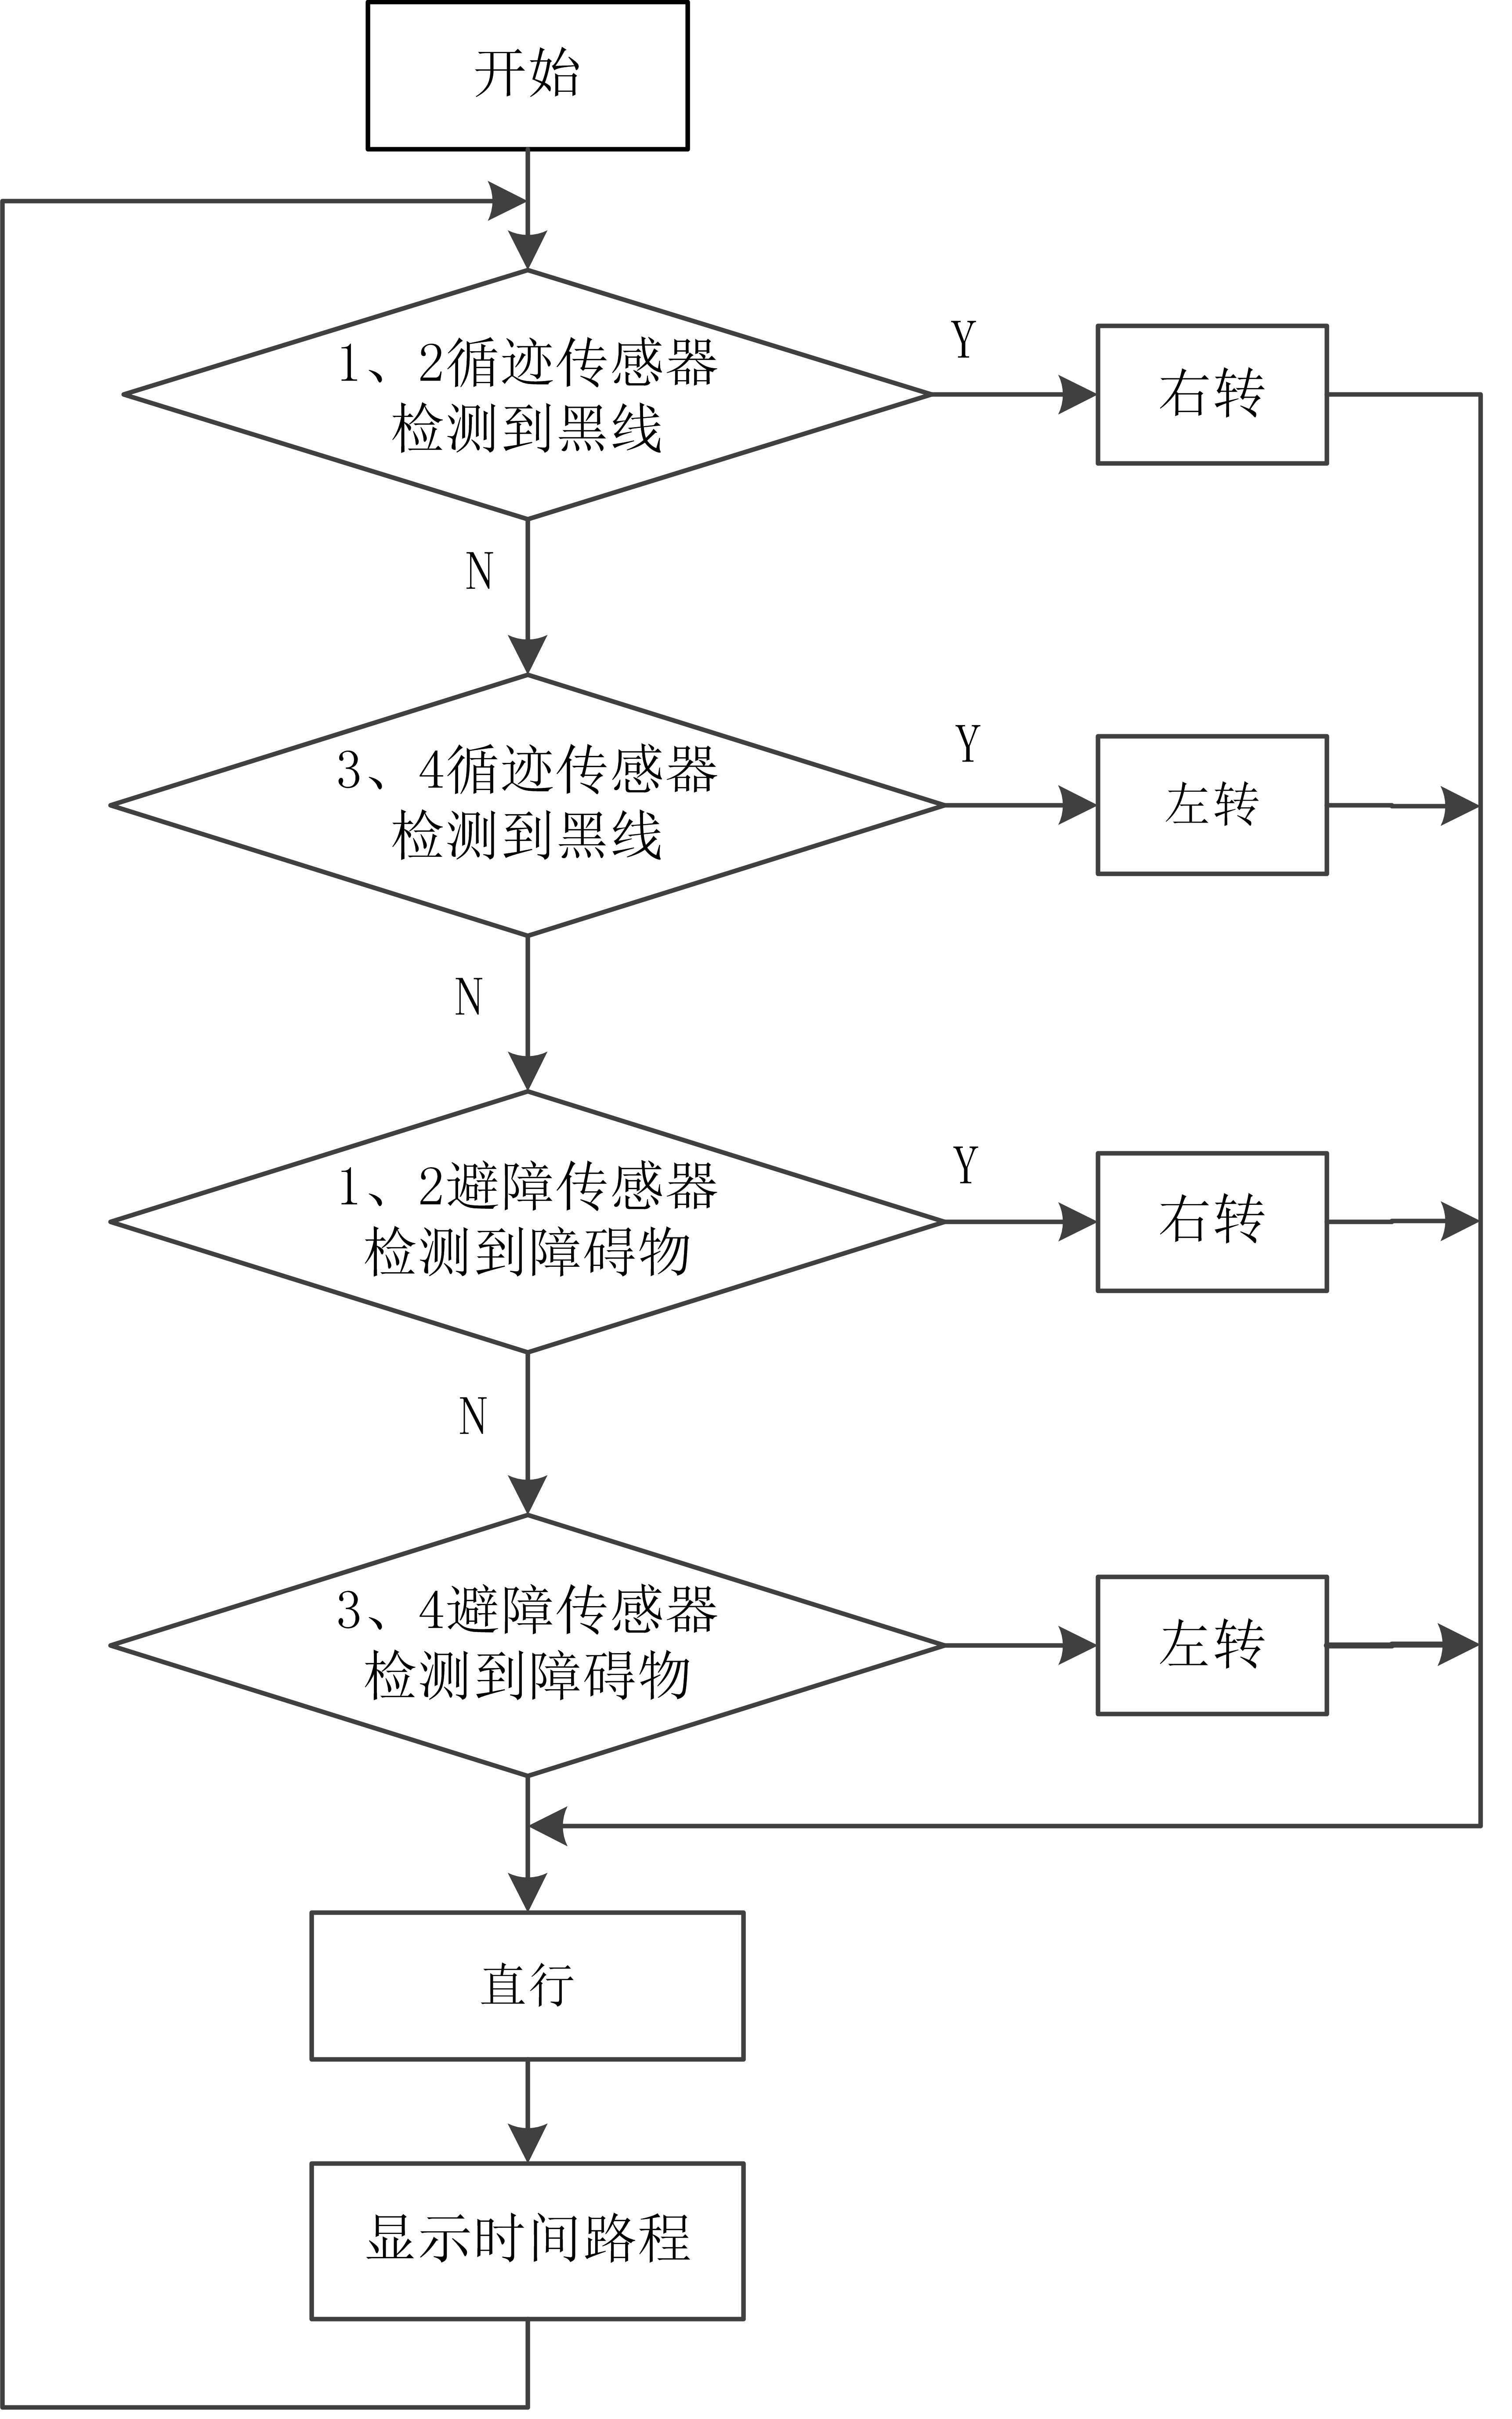 开始
1、2循迹传感器
检测到黑线
Y
右转
N
3、4循迹传感器
检测到黑线
Y
左转
N
1、2避障传感器
检测到障碍物
Y
右转
N
3、4避障传感器
检测到障碍物
左转
直行
显示时间路程